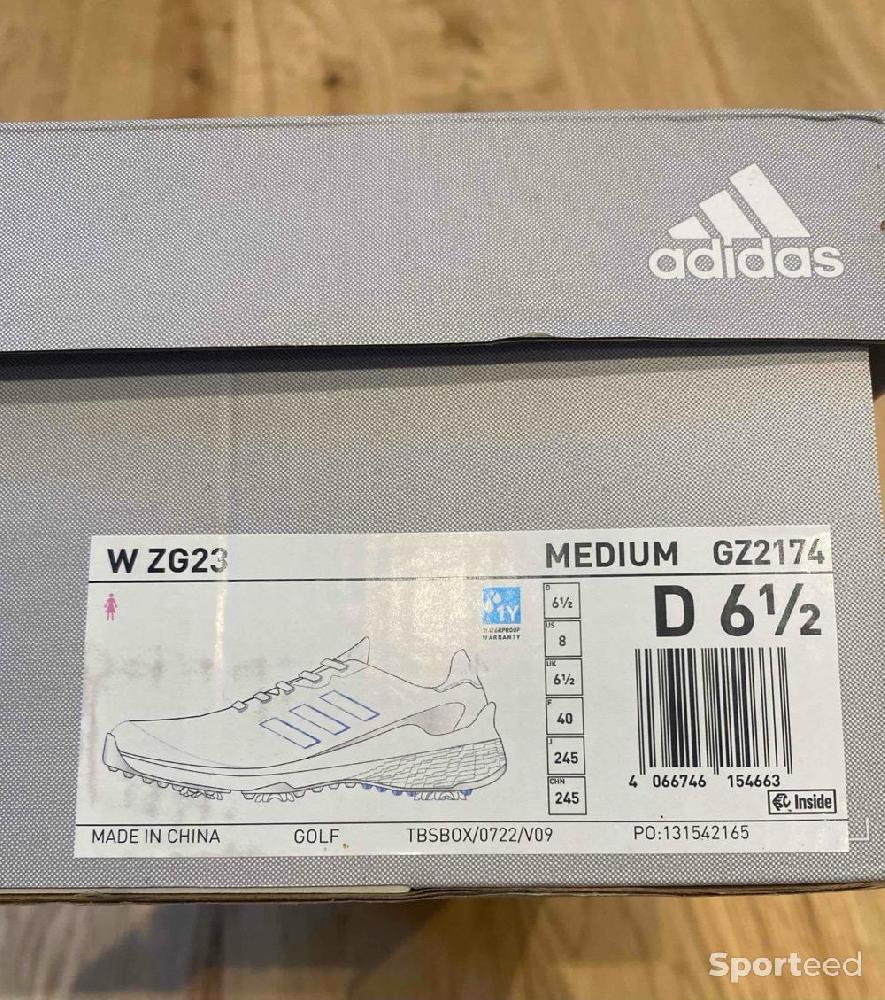 adidas
W ZG23 MEDIUM GZ2174
1Y
WATERPROOF
WARRANTY
D 6½
D
6½
US
8
UK
6½
F
40
J
245
CHN
245
4 066746 154663
Inside
MADE IN CHINA GOLF TBSBOX/0722/V09 PO:131542165
Sporteed